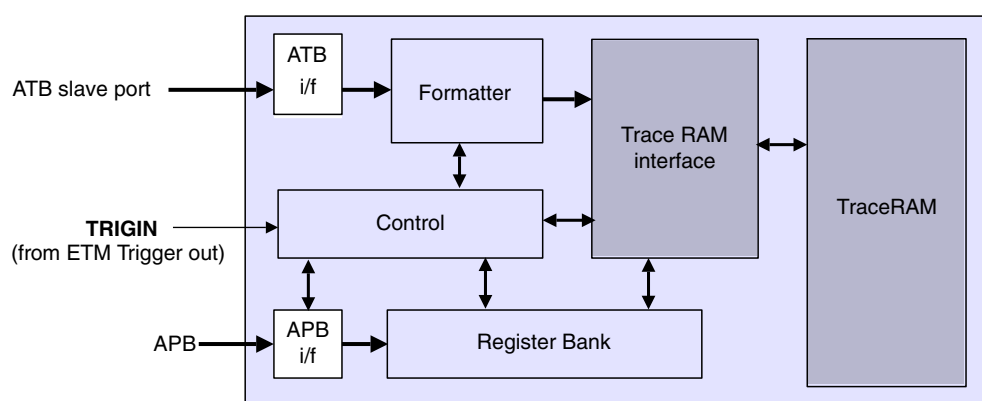 ATB slave port
ATB
i/f
Formatter
Trace RAM
interface
TraceRAM
TRIGIN
(from ETM Trigger out)
Control
APB
APB
i/f
Register Bank